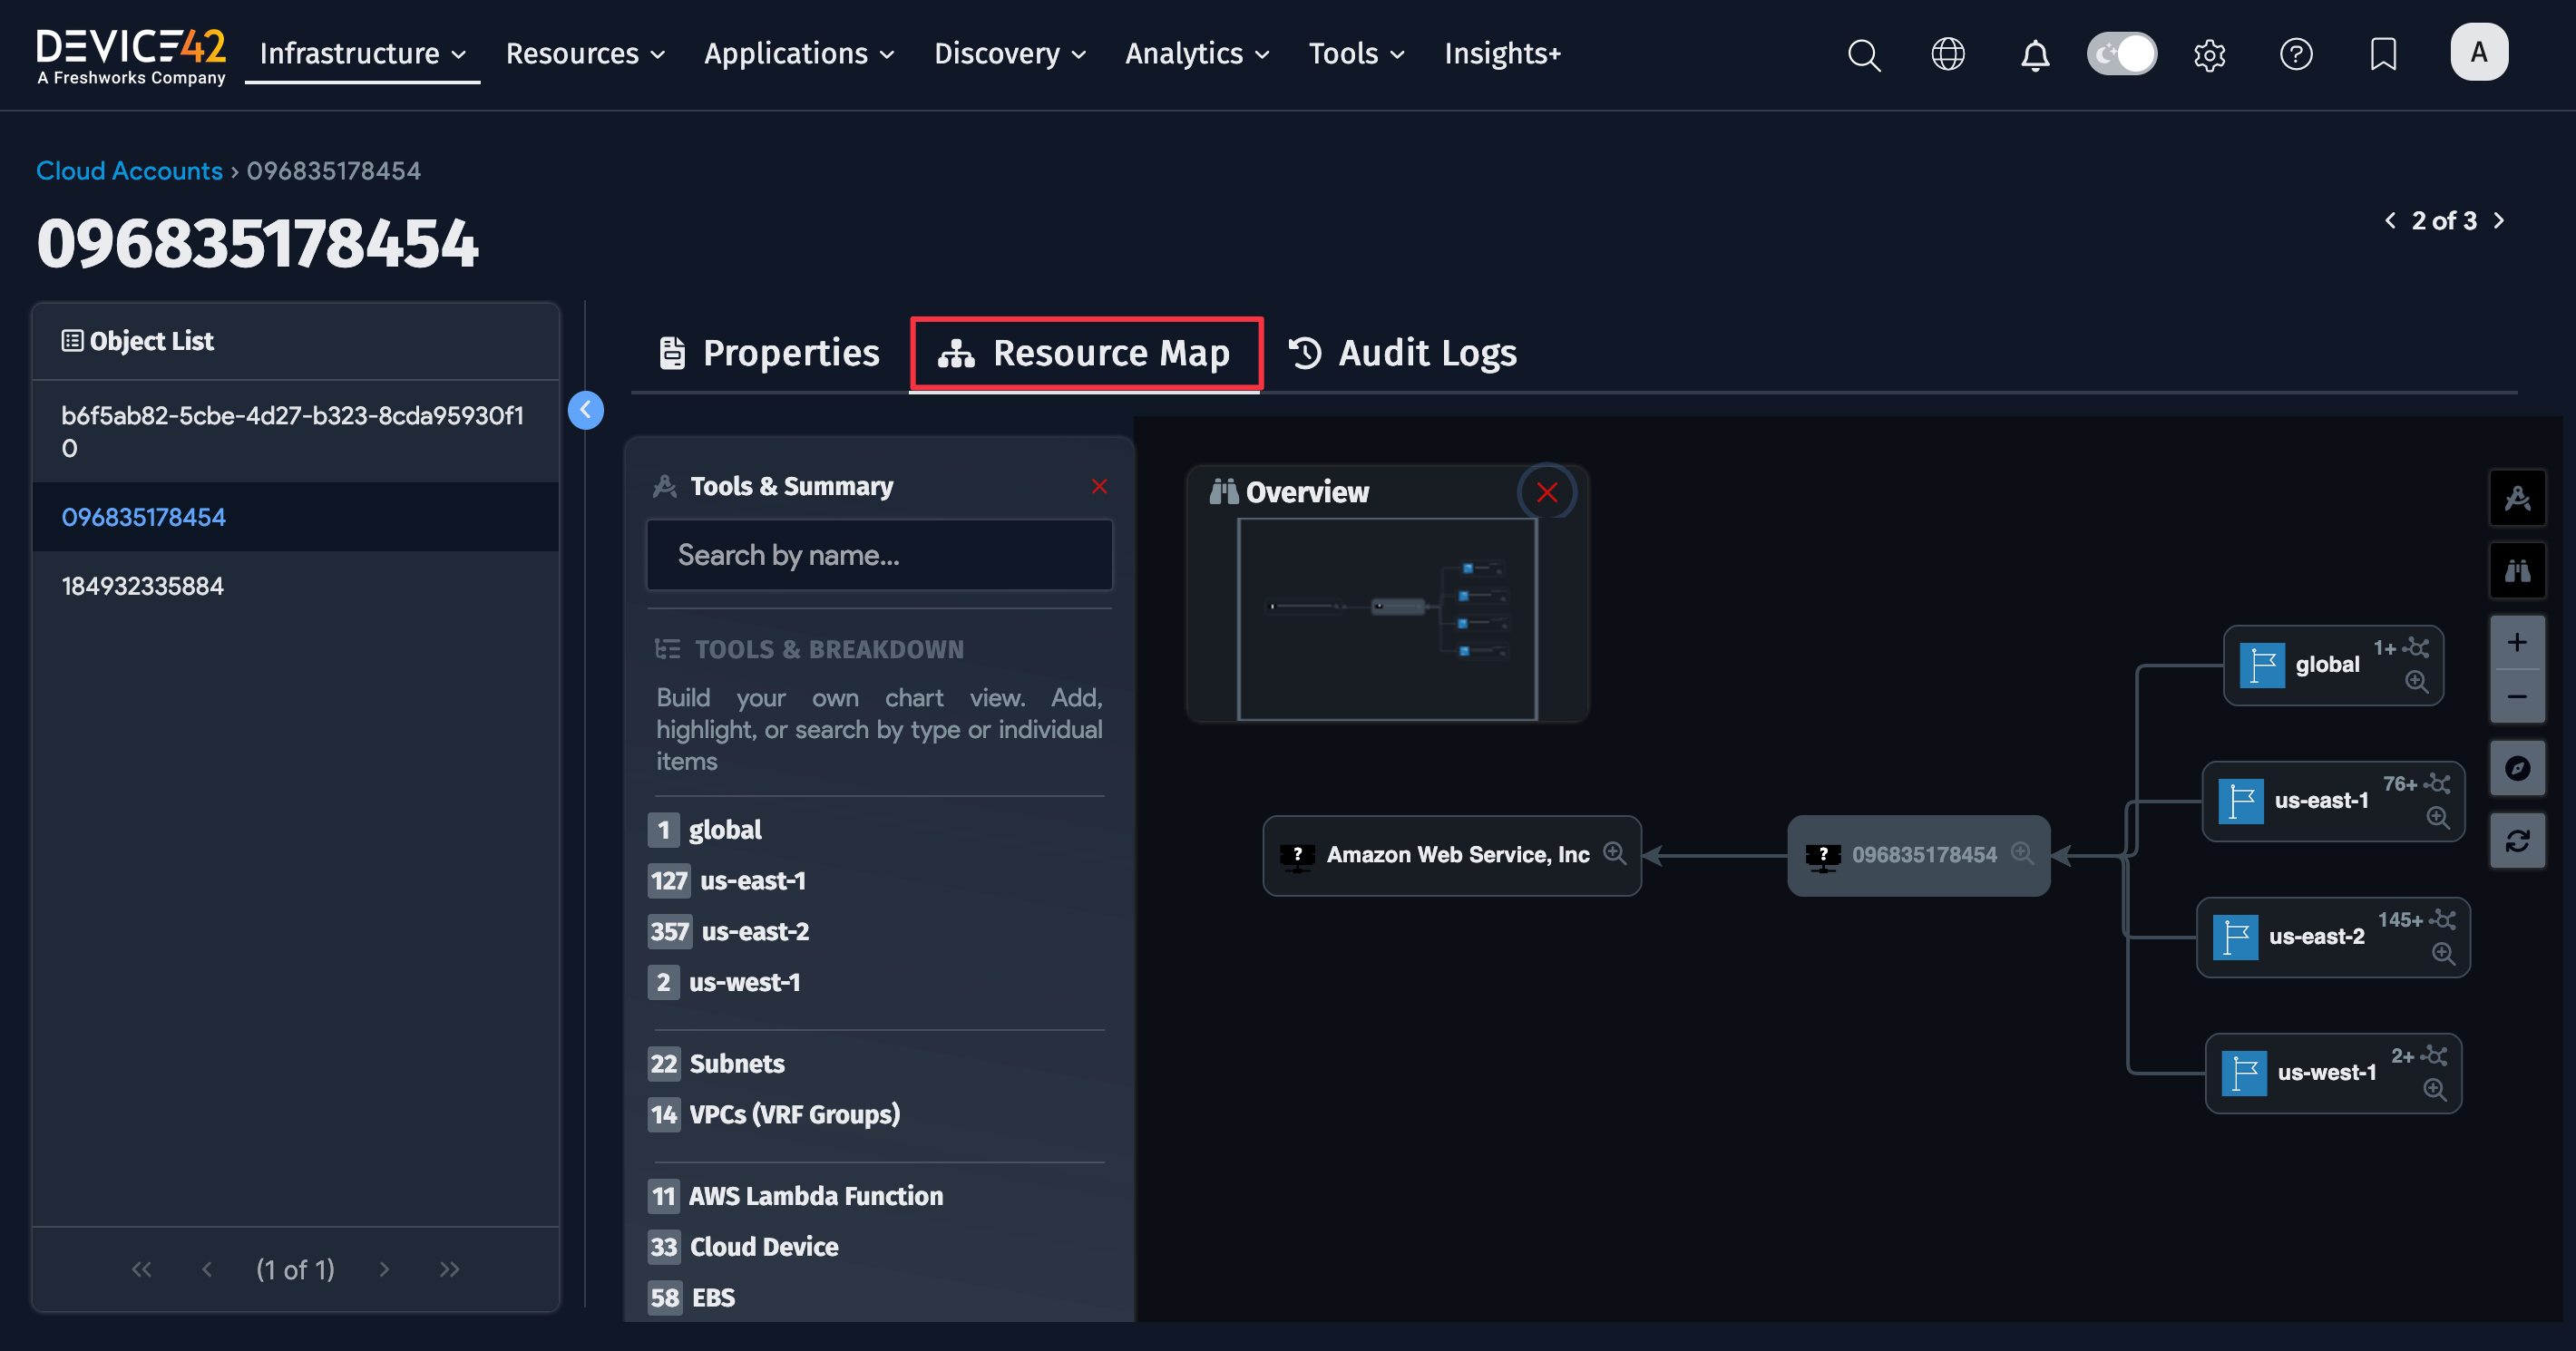 DEVICE42
A Freshworks Company
Infrastructure
Resources
Applications
Discovery
Analytics
Tools
Insights+
A
Cloud Accounts › 096835178454
096835178454
2 of 3
Object List
b6f5ab82-5cbe-4d27-b323-8cda95930f1
0
096835178454
184932335884
(1 of 1)
Properties
Resource Map
Audit Logs
Tools & Summary
Search by name...
TOOLS & BREAKDOWN
Build your own chart view. Add,
highlight, or search by type or individual
items
1 global
127 us-east-1
357 us-east-2
2 us-west-1
22 Subnets
14 VPCs (VRF Groups)
11 AWS Lambda Function
33 Cloud Device
58 EBS
Overview
Amazon Web Service, Inc
096835178454
global 1+
us-east-1 76+
us-east-2 145+
us-west-1 2+